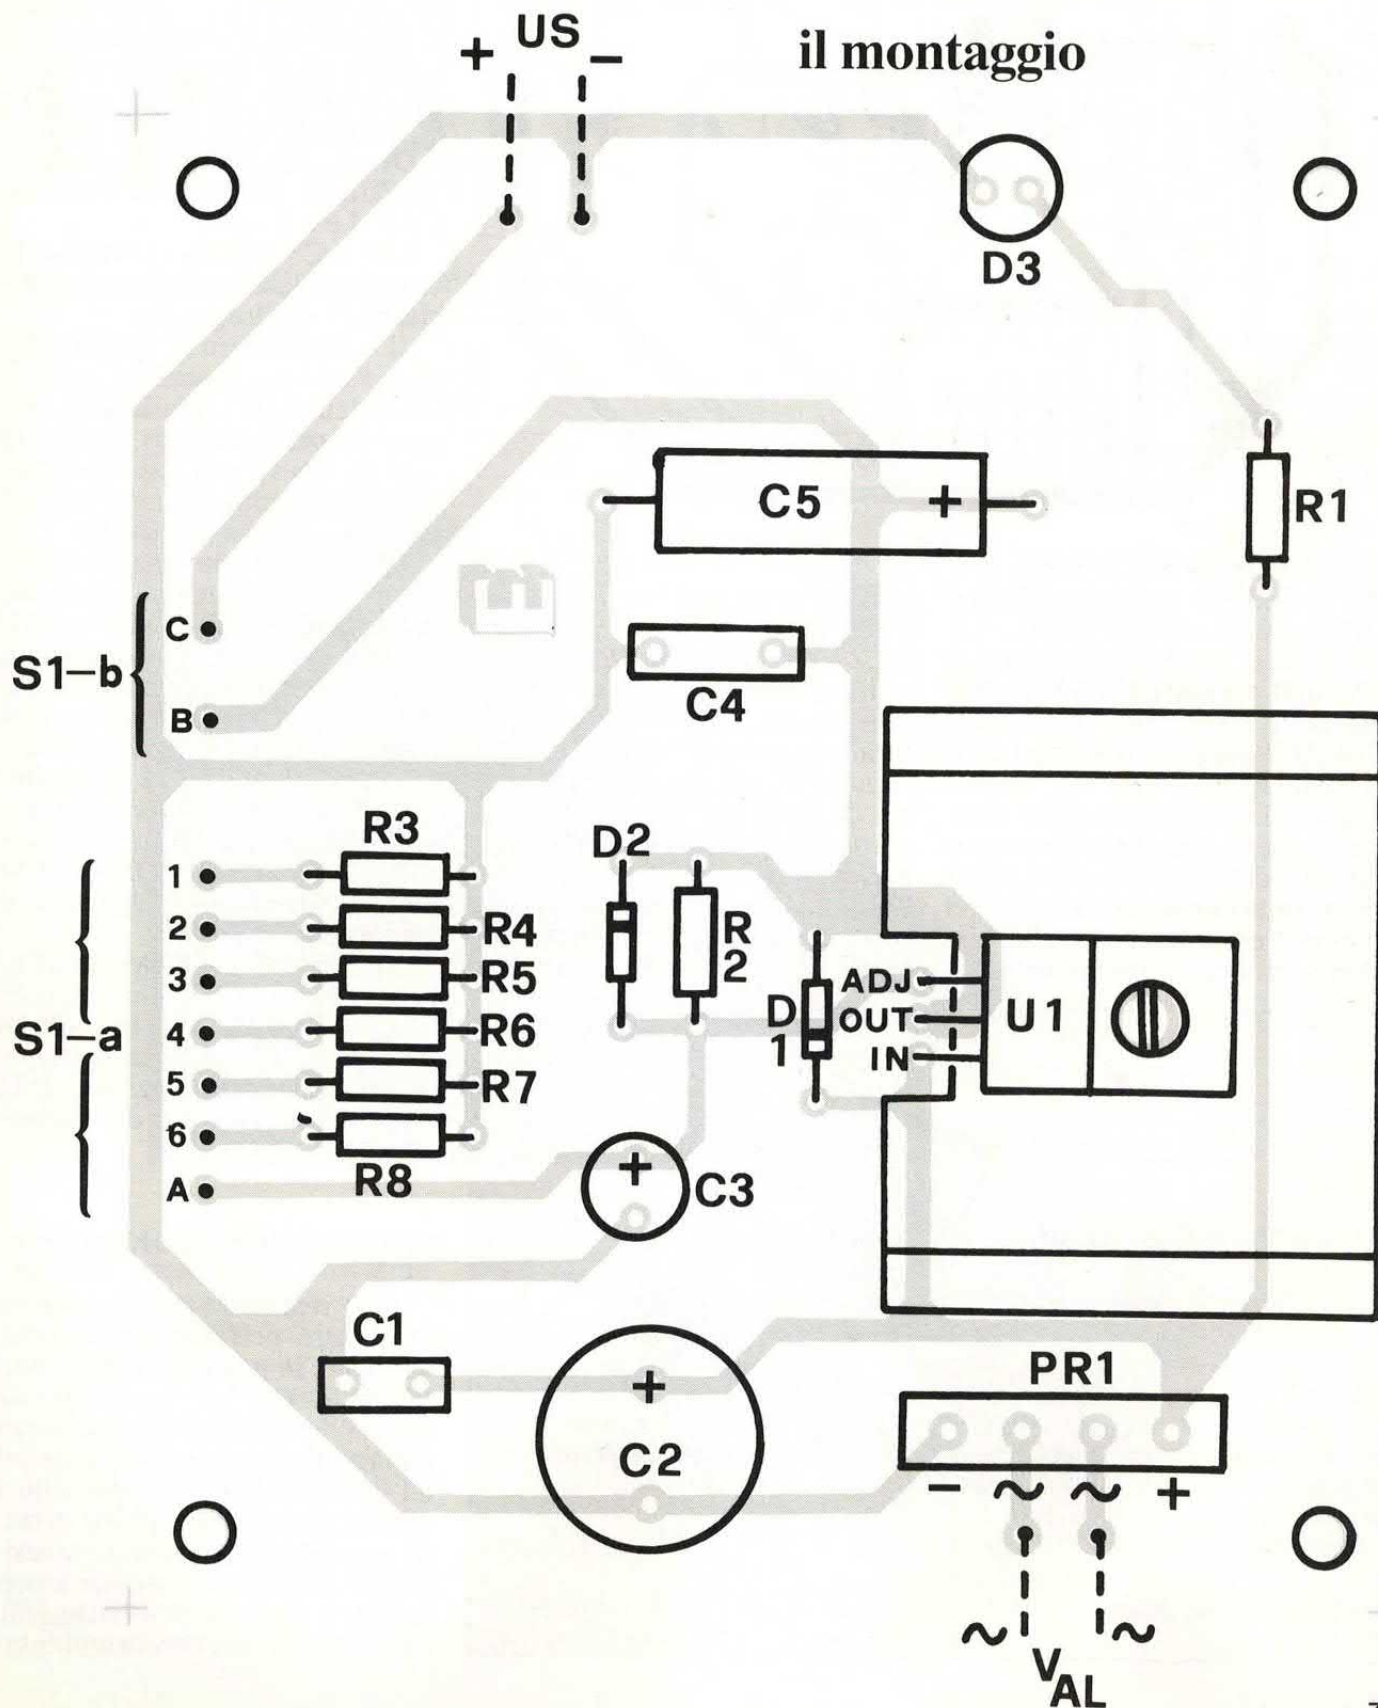 + US −
il montaggio
D3
C5 +
R1
C
S1–b
B
C4
R3
1
D2
2
R4
R
2
3
R5
ADJ
D
1
OUT
U1
S1–a
4
R6
IN
5
R7
6
A
R8
+
C3
C1
PR1
+
C2
− ~ ~ +
~ ~
VAL